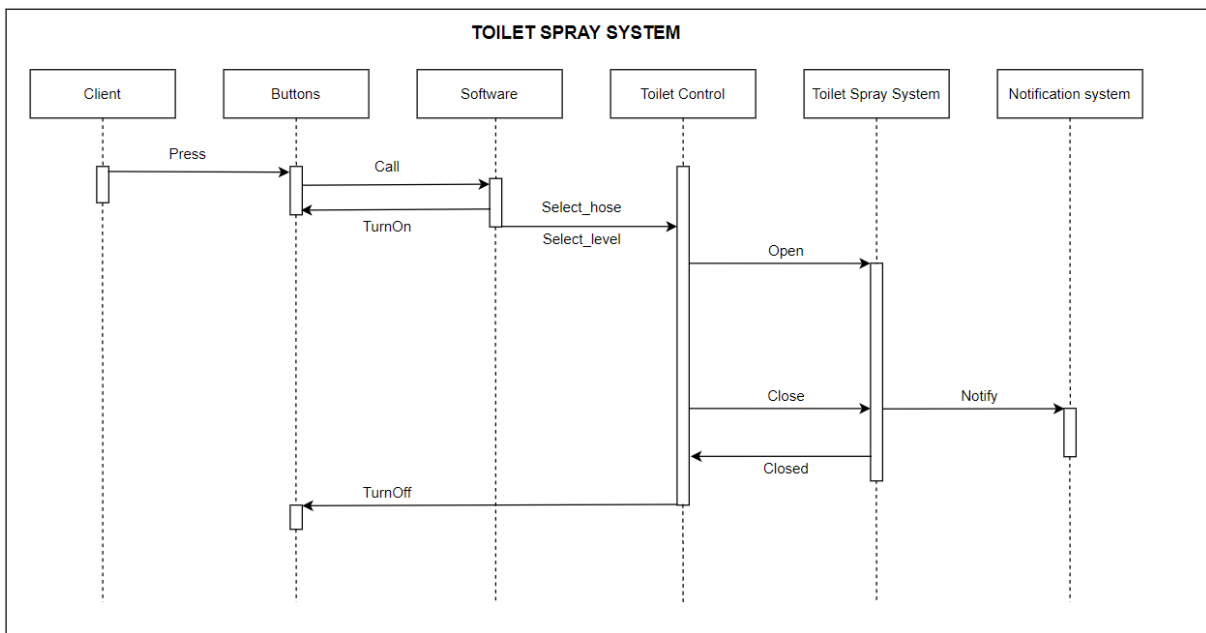 TOILET SPRAY SYSTEM
Client
Buttons
Software
Toilet Control
Toilet Spray System
Notification system
Press
Call
TurnOn
Select_hose
Select_level
Open
Close
Notify
Closed
TurnOff